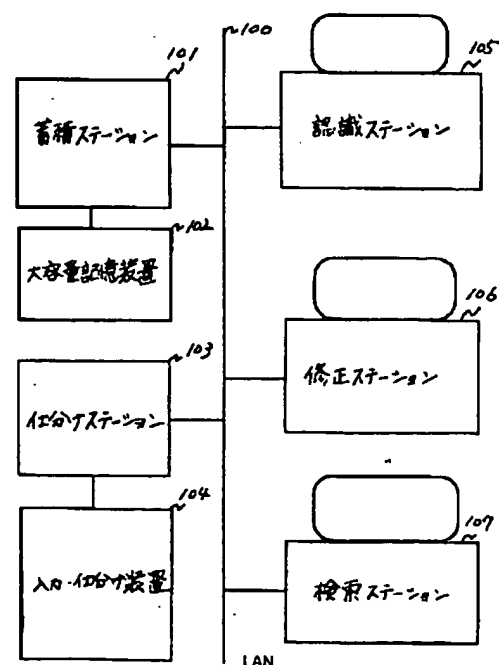 100
101
蓄積ステーション
102
大容量記憶装置
103
仕分けステーション
104
入力・仕分け装置
105
認識ステーション
106
修正ステーション
107
検索ステーション
LAN